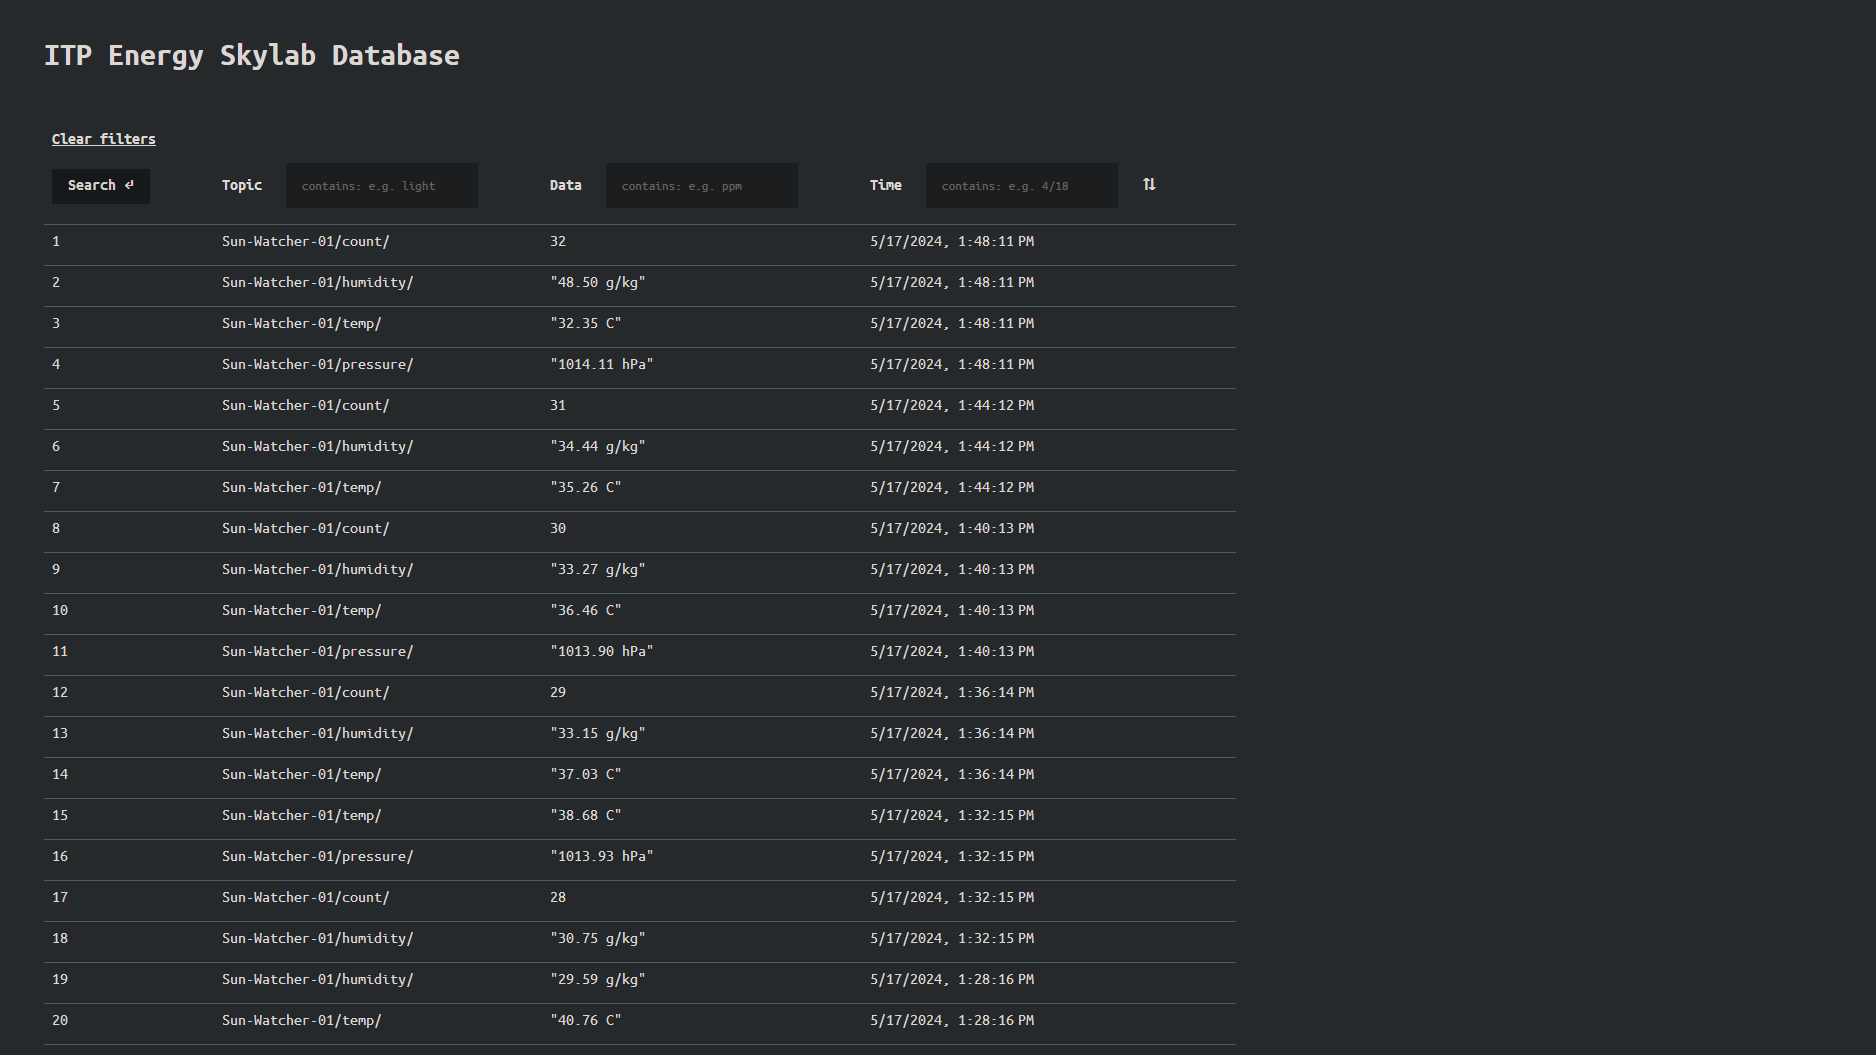 ITP Energy Skylab Database
Clear filters
Search ⏎ Topic contains: e.g. light Data contains: e.g. ppm Time contains: e.g. 4/18 ⇅
1 Sun-Watcher-01/count/ 32 5/17/2024, 1:48:11 PM
2 Sun-Watcher-01/humidity/ "48.50 g/kg" 5/17/2024, 1:48:11 PM
3 Sun-Watcher-01/temp/ "32.35 C" 5/17/2024, 1:48:11 PM
4 Sun-Watcher-01/pressure/ "1014.11 hPa" 5/17/2024, 1:48:11 PM
5 Sun-Watcher-01/count/ 31 5/17/2024, 1:44:12 PM
6 Sun-Watcher-01/humidity/ "34.44 g/kg" 5/17/2024, 1:44:12 PM
7 Sun-Watcher-01/temp/ "35.26 C" 5/17/2024, 1:44:12 PM
8 Sun-Watcher-01/count/ 30 5/17/2024, 1:40:13 PM
9 Sun-Watcher-01/humidity/ "33.27 g/kg" 5/17/2024, 1:40:13 PM
10 Sun-Watcher-01/temp/ "36.46 C" 5/17/2024, 1:40:13 PM
11 Sun-Watcher-01/pressure/ "1013.90 hPa" 5/17/2024, 1:40:13 PM
12 Sun-Watcher-01/count/ 29 5/17/2024, 1:36:14 PM
13 Sun-Watcher-01/humidity/ "33.15 g/kg" 5/17/2024, 1:36:14 PM
14 Sun-Watcher-01/temp/ "37.03 C" 5/17/2024, 1:36:14 PM
15 Sun-Watcher-01/temp/ "38.68 C" 5/17/2024, 1:32:15 PM
16 Sun-Watcher-01/pressure/ "1013.93 hPa" 5/17/2024, 1:32:15 PM
17 Sun-Watcher-01/count/ 28 5/17/2024, 1:32:15 PM
18 Sun-Watcher-01/humidity/ "30.75 g/kg" 5/17/2024, 1:32:15 PM
19 Sun-Watcher-01/humidity/ "29.59 g/kg" 5/17/2024, 1:28:16 PM
20 Sun-Watcher-01/temp/ "40.76 C" 5/17/2024, 1:28:16 PM